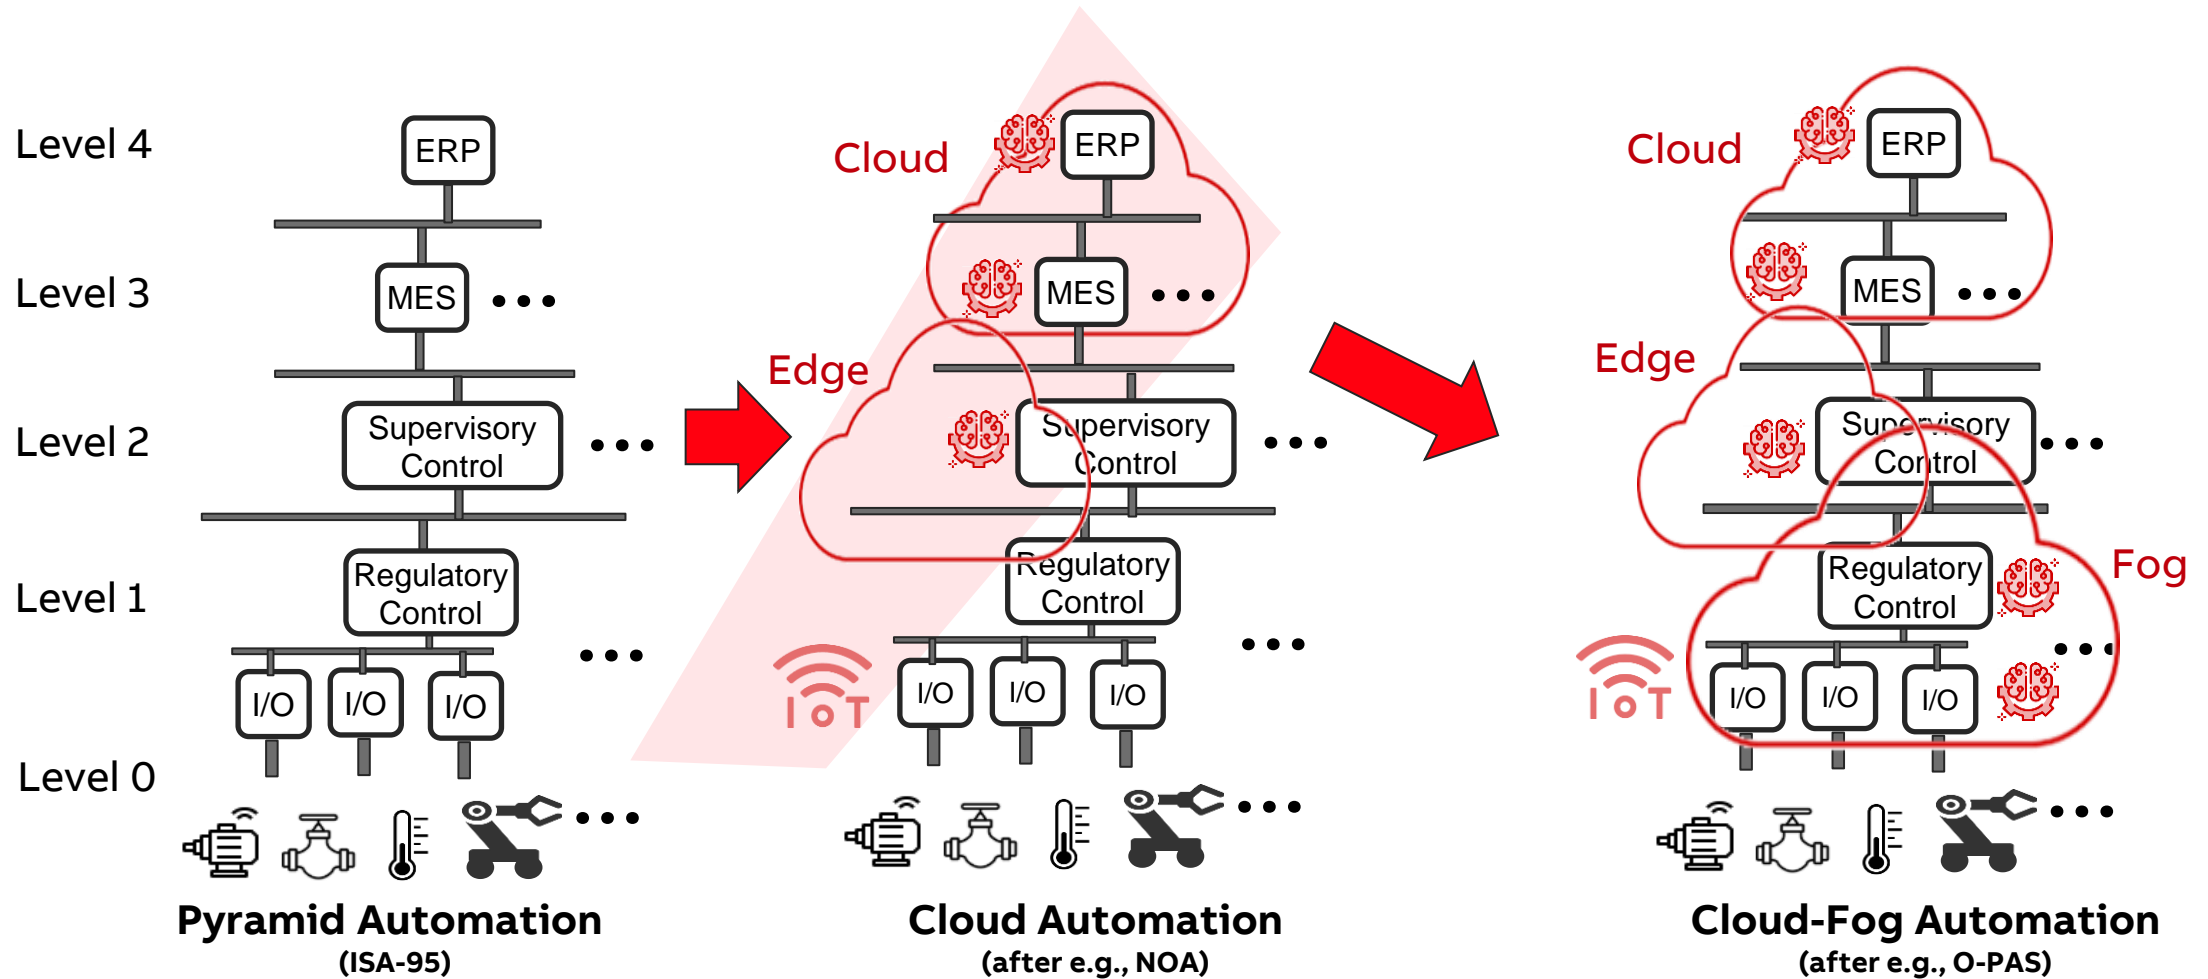 Level 4
Level 3
Level 2
Level 1
Level 0
ERP
MES
Supervisory
Control
Regulatory
Control
I/O
I/O
I/O
Pyramid Automation
(ISA-95)
Cloud
Edge
ERP
MES
Supervisory
Control
Regulatory
Control
IoT
I/O
I/O
I/O
Cloud Automation
(after e.g., NOA)
Cloud
Edge
Fog
ERP
MES
Supervisory
Control
Regulatory
Control
IoT
I/O
I/O
I/O
Cloud-Fog Automation
(after e.g., O-PAS)